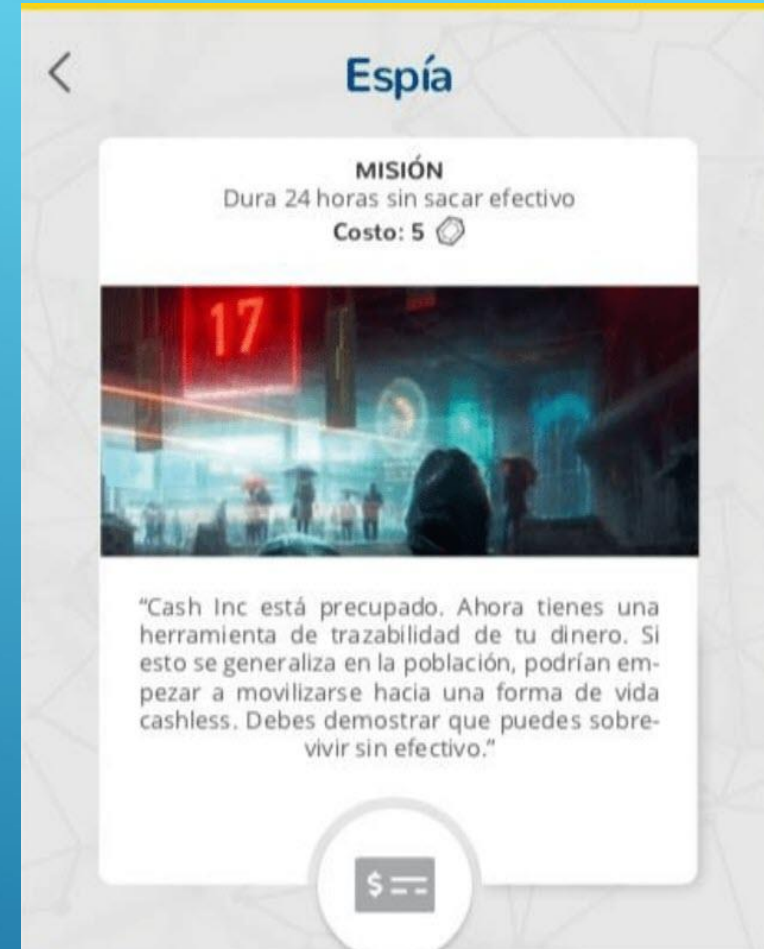 Espía
MISIÓN
Dura 24 horas sin sacar efectivo
Costo: 5
17
“Cash Inc está precupado. Ahora tienes una
herramienta de trazabilidad de tu dinero. Si
esto se generaliza en la población, podrían em-
pezar a movilizarse hacia una forma de vida
cashless. Debes demostrar que puedes sobre-
vivir sin efectivo.”
$